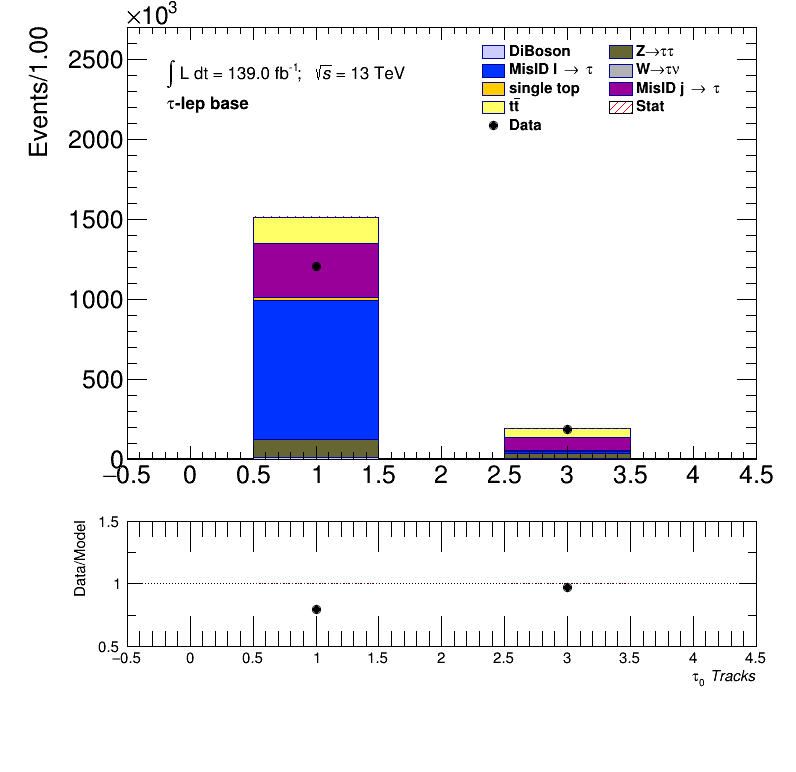 ×10³
Events/1.00
2500
2000
1500
1000
500
0
∫ L dt = 139.0 fb⁻¹; √s = 13 TeV
τ-lep base
DiBoson
MisID l → τ
single top
tt̄
Data
Z→ττ
W→τν
MisID j → τ
Stat
−0.5 0 0.5 1 1.5 2 2.5 3 3.5 4 4.5
Data/Model
1.5
1
0.5
−0.5 0 0.5 1 1.5 2 2.5 3 3.5 4 4.5
τ₀ Tracks